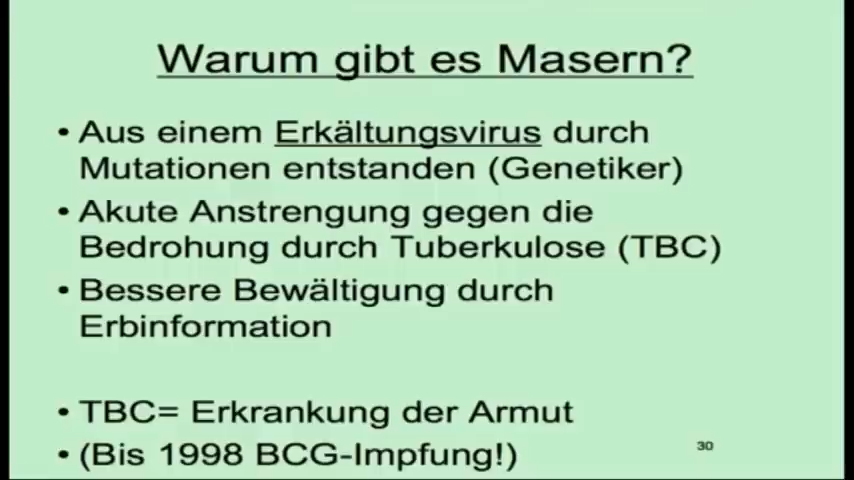 Warum gibt es Masern?
• Aus einem Erkältungsvirus durch
Mutationen entstanden (Genetiker)
• Akute Anstrengung gegen die
Bedrohung durch Tuberkulose (TBC)
• Bessere Bewältigung durch
Erbinformation
• TBC= Erkrankung der Armut
• (Bis 1998 BCG-Impfung!)
30